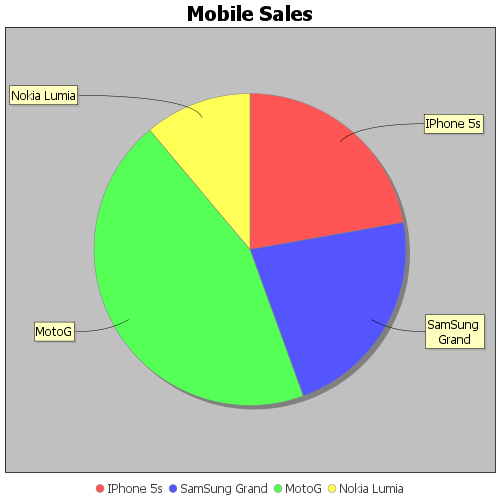 Mobile Sales
Nokia Lumia
IPhone 5s
MotoG
SamSung
Grand
IPhone 5s SamSung Grand MotoG Nokia Lumia